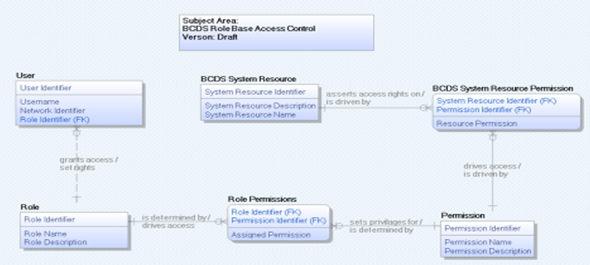 Subject Area:
BCDS Role Base Access Control
Verson: Draft
User
User Identifier
Username
Network Identifier
Role Identifier (FK)
BCDS System Resource
System Resource Identifier
System Resource Description
System Resource Name
asserts access rights on /
is driven by
BCDS System Resource Permission
System Resource Identifier (FK)
Permission Identifier (FK)
Resource Permission
grants access /
set rights
drives access /
is driven by
Role
Role Identifier
Role Name
Role Description
is determined by /
drives access
Role Permissions
Role Identifier (FK)
Permission Identifier (FK)
Assigned Permission
sets privilages for /
is determined by
Permission
Permission Identifier
Permission Name
Permission Description